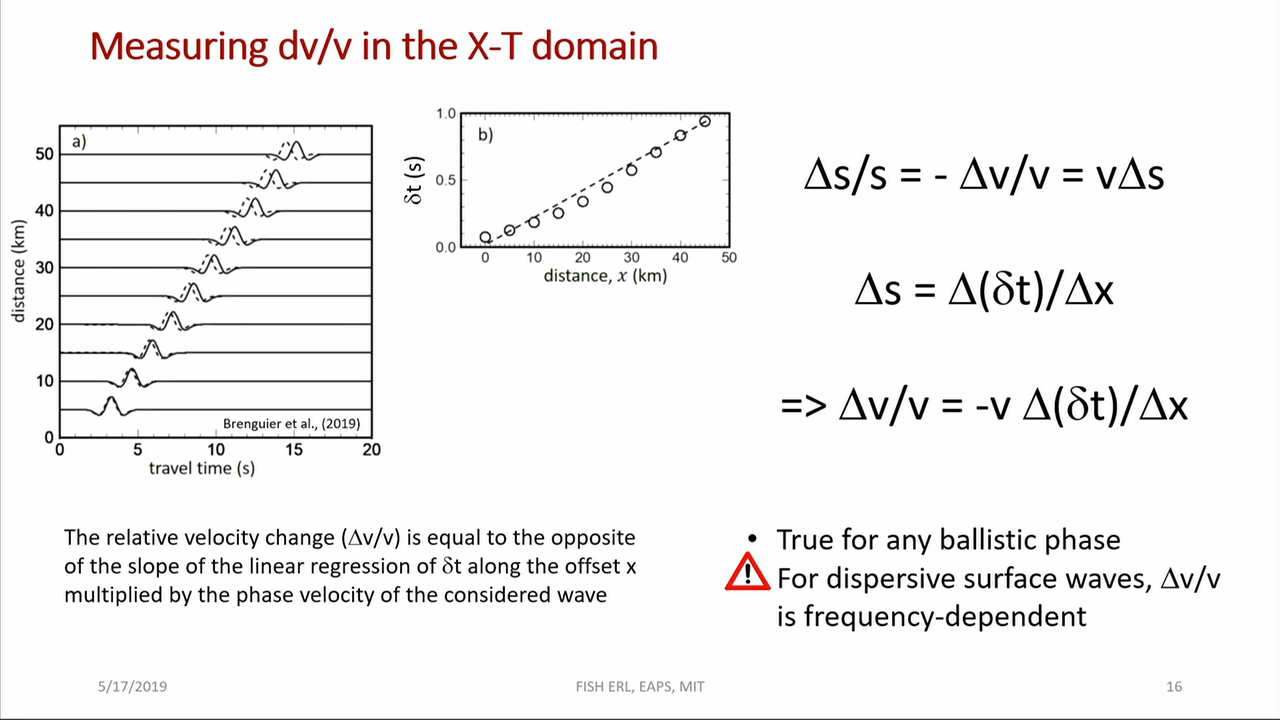 Measuring dv/v in the X-T domain
a)
50
40
30
20
10
0
distance (km)
0 5 10 15 20
travel time (s)
Brenguier et al., (2019)
b)
1.0
0.5
0.0
δt (s)
0 10 20 30 40 50
distance, x (km)
Δs/s = - Δv/v = vΔs
Δs = Δ(δt)/Δx
=> Δv/v = -v Δ(δt)/Δx
The relative velocity change (Δv/v) is equal to the opposite
of the slope of the linear regression of δt along the offset x
multiplied by the phase velocity of the considered wave
• True for any ballistic phase
! For dispersive surface waves, Δv/v
is frequency-dependent
5/17/2019
FISH ERL, EAPS, MIT
16